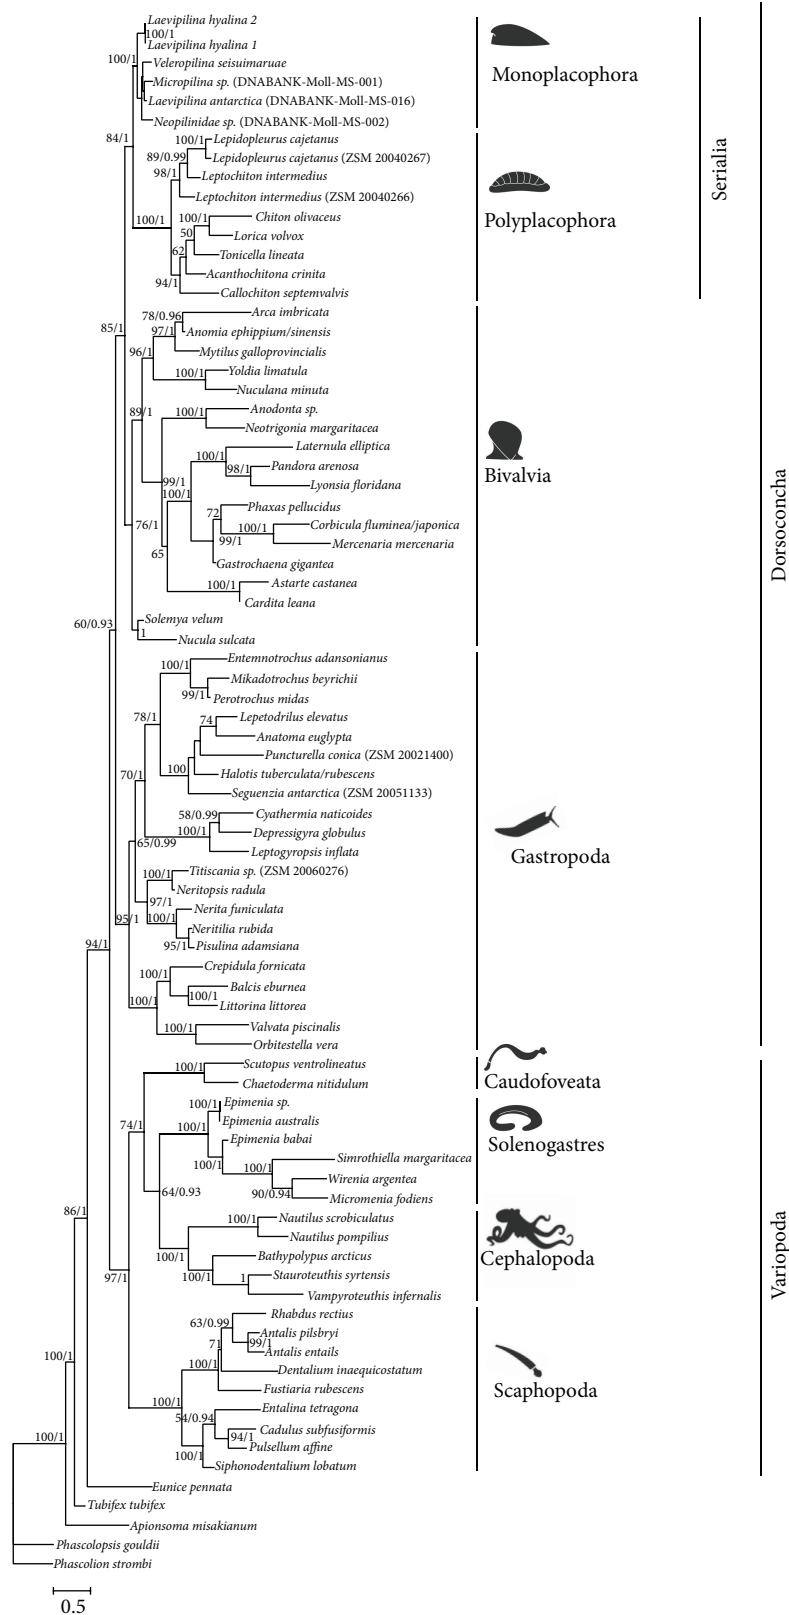 Laevipilina hyalina 2
100/1
Laevipilina hyalina 1
100/1
Veleropilina seisuimaruae
Micropilina sp. (DNABANK-Moll-MS-001)
Monoplacophora
Laevipilina antarctica (DNABANK-Moll-MS-016)
Neopilinidae sp. (DNABANK-Moll-MS-002)
84/1
100/1
Lepidopleurus cajetanus
89/0.99
Lepidopleurus cajetanus (ZSM 20040267)
98/1
Leptochiton intermedius
Leptochiton intermedius (ZSM 20040266)
Serialia
100/1
100/1
Chiton olivaceus
Polyplacophora
50
Lorica volvox
62
Tonicella lineata
Acanthochitona crinita
94/1
Callochiton septemvalvis
78/0.96
Arca imbricata
85/1
97/1
Anomia ephippium/sinensis
96/1
Mytilus galloprovincialis
100/1
Yoldia limatula
Nuculana minuta
89/1
100/1
Anodonta sp.
Neotrigonia margaritacea
Laternula elliptica
100/1
98/1
Pandora arenosa
Bivalvia
99/1
Lyonsia floridana
100/1
Phaxas pellucidus
72
76/1
100/1
Corbicula fluminea/japonica
99/1
Mercenaria mercenaria
65
Gastrochaena gigantea
Dorsoconcha
100/1
Astarte castanea
Cardita leana
60/0.93
Solemya velum
1
Nucula sulcata
100/1
Entemnotrochus adansonianus
Mikadotrochus beyrichii
99/1
Perotrochus midas
78/1
74
Lepetodrilus elevatus
Anatoma euglypta
Puncturella conica (ZSM 20021400)
70/1
100
Halotis tuberculata/rubescens
Seguenzia antarctica (ZSM 20051133)
58/0.99
Cyathermia naticoides
100/1
Depressigyra globulus
65/0.99
Leptogyropsis inflata
Gastropoda
100/1
Titiscania sp. (ZSM 20060276)
Neritopsis radula
97/1
95/1
100/1
Nerita funiculata
Neritilia rubida
94/1
95/1
Pisulina adamsiana
100/1
Crepidula fornicata
Balcis eburnea
100/1
100/1
Littorina littorea
100/1
Valvata piscinalis
Orbitestella vera
100/1
Scutopus ventrolineatus
Chaetoderma nitidulum
Caudofoveata
100/1
Epimenia sp.
74/1
100/1
Epimenia australis
Epimenia babai
Solenogastres
100/1
100/1
Simrothiella margaritacea
Wirenia argentea
64/0.93
90/0.94
Micromenia fodiens
86/1
100/1
Nautilus scrobiculatus
Nautilus pompilius
100/1
Bathypolypus arcticus
Cephalopoda
97/1
100/1
1
Stauroteuthis syrtensis
Vampyroteuthis infernalis
Variopoda
63/0.99
Rhabdus rectius
71
Antalis pilsbryi
99/1
Antalis entails
100/1
100/1
Dentalium inaequicostatum
Scaphopoda
Fustiaria rubescens
100/1
54/0.94
Entalina tetragona
Cadulus subfusiformis
94/1
100/1
100/1
Pulsellum affine
Siphonodentalium lobatum
Eunice pennata
Tubifex tubifex
Apionsoma misakianum
Phascolopsis gouldii
Phascolion strombi
0.5